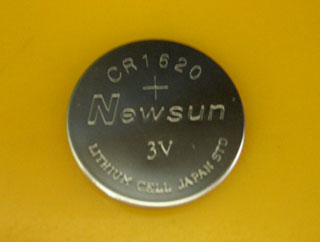 CR1620
+
Newsun
3V
LITHIUM CELL JAPAN STD